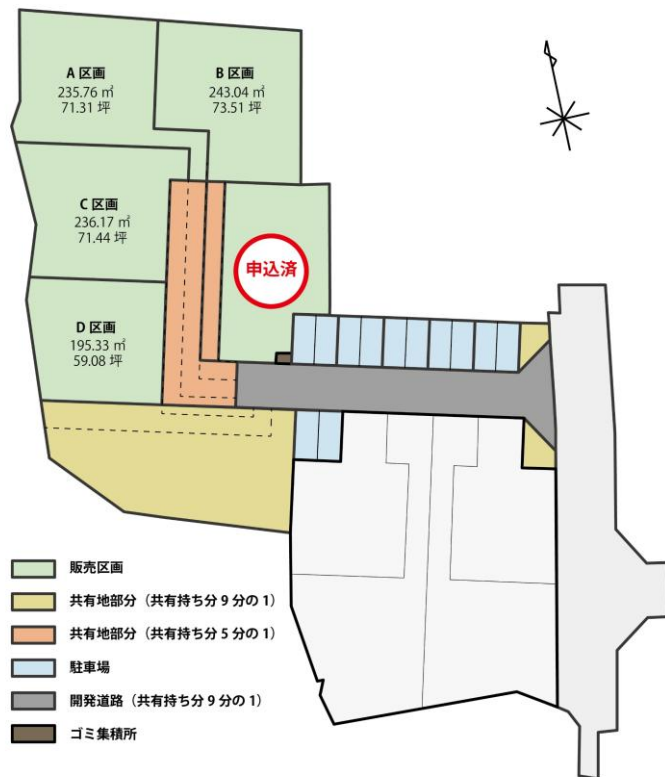 A 区画
235.76 ㎡
71.31 坪
B 区画
243.04 ㎡
73.51 坪
C 区画
236.17 ㎡
71.44 坪
申込済
D 区画
195.33 ㎡
59.08 坪
販売区画
共有地部分（共有持ち分 9 分の 1）
共有地部分（共有持ち分 5 分の 1）
駐車場
開発道路（共有持ち分 9 分の 1）
ゴミ集積所